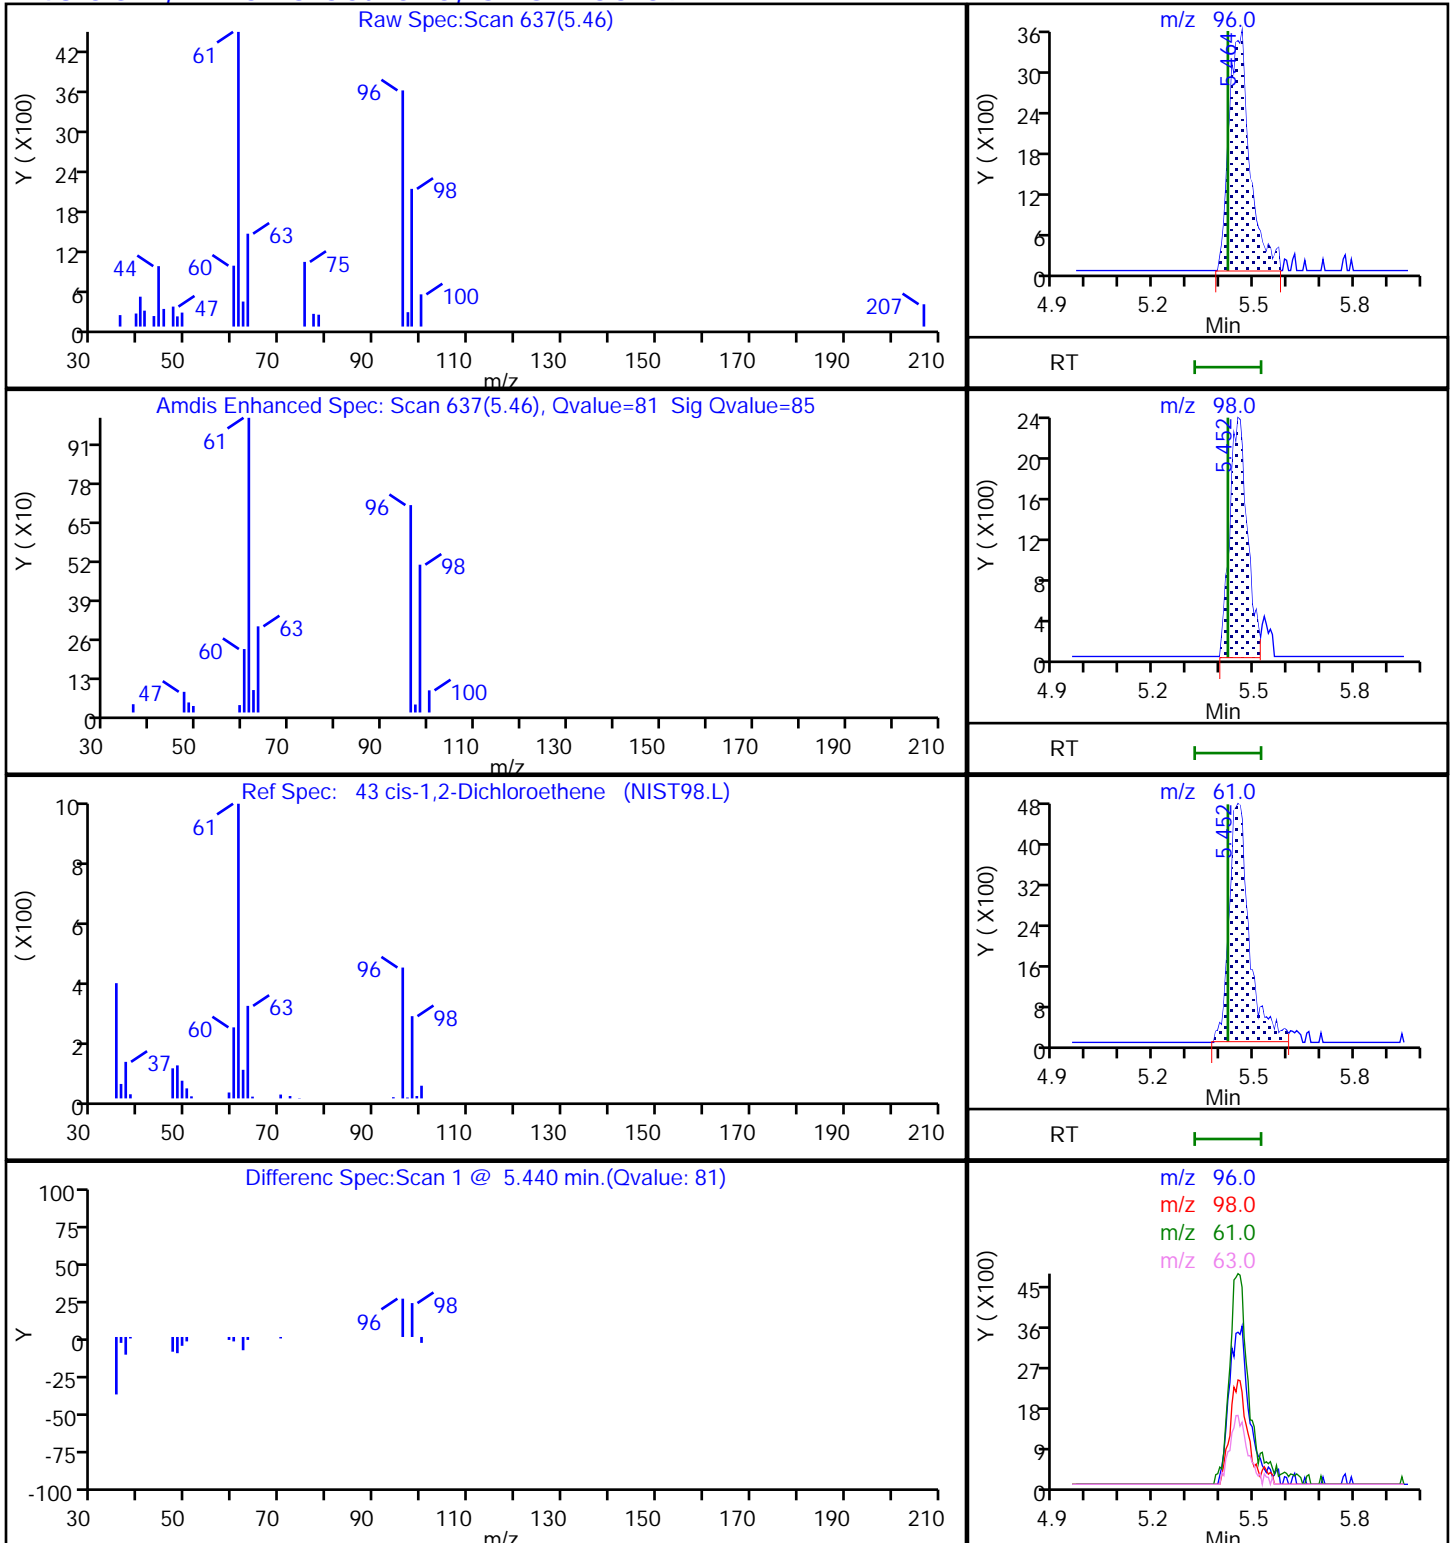 Raw Spec:Scan 637(5.46)
Y ( X100)
42
36
30
24
18
12
6
0
61
96
98
63
44
60
75
47
100
207
30 50 70 90 110 130 150 170 190 210
m/z
m/z 96.0
Y ( X100)
36
30
24
18
12
6
0
5.464
4.9 5.2 5.5 5.8
Min
RT
Amdis Enhanced Spec: Scan 637(5.46), Qvalue=81 Sig Qvalue=85
Y ( X10)
91
78
65
52
39
26
13
0
61
96
98
63
60
47
100
30 50 70 90 110 130 150 170 190 210
m/z
m/z 98.0
Y ( X100)
24
20
16
12
8
4
0
5.452
4.9 5.2 5.5 5.8
Min
RT
Ref Spec: 43 cis-1,2-Dichloroethene (NIST98.L)
( X100)
10
8
6
4
2
0
61
96
98
63
60
37
30 50 70 90 110 130 150 170 190 210
m/z
m/z 61.0
Y ( X100)
48
40
32
24
16
8
0
5.452
4.9 5.2 5.5 5.8
Min
RT
Differenc Spec:Scan 1 @ 5.440 min.(Qvalue: 81)
Y
100
75
50
25
0
-25
-50
-75
-100
96
98
30 50 70 90 110 130 150 170 190 210
m/z
m/z 96.0
m/z 98.0
m/z 61.0
m/z 63.0
Y ( X100)
45
36
27
18
9
0
4.9 5.2 5.5 5.8
Min